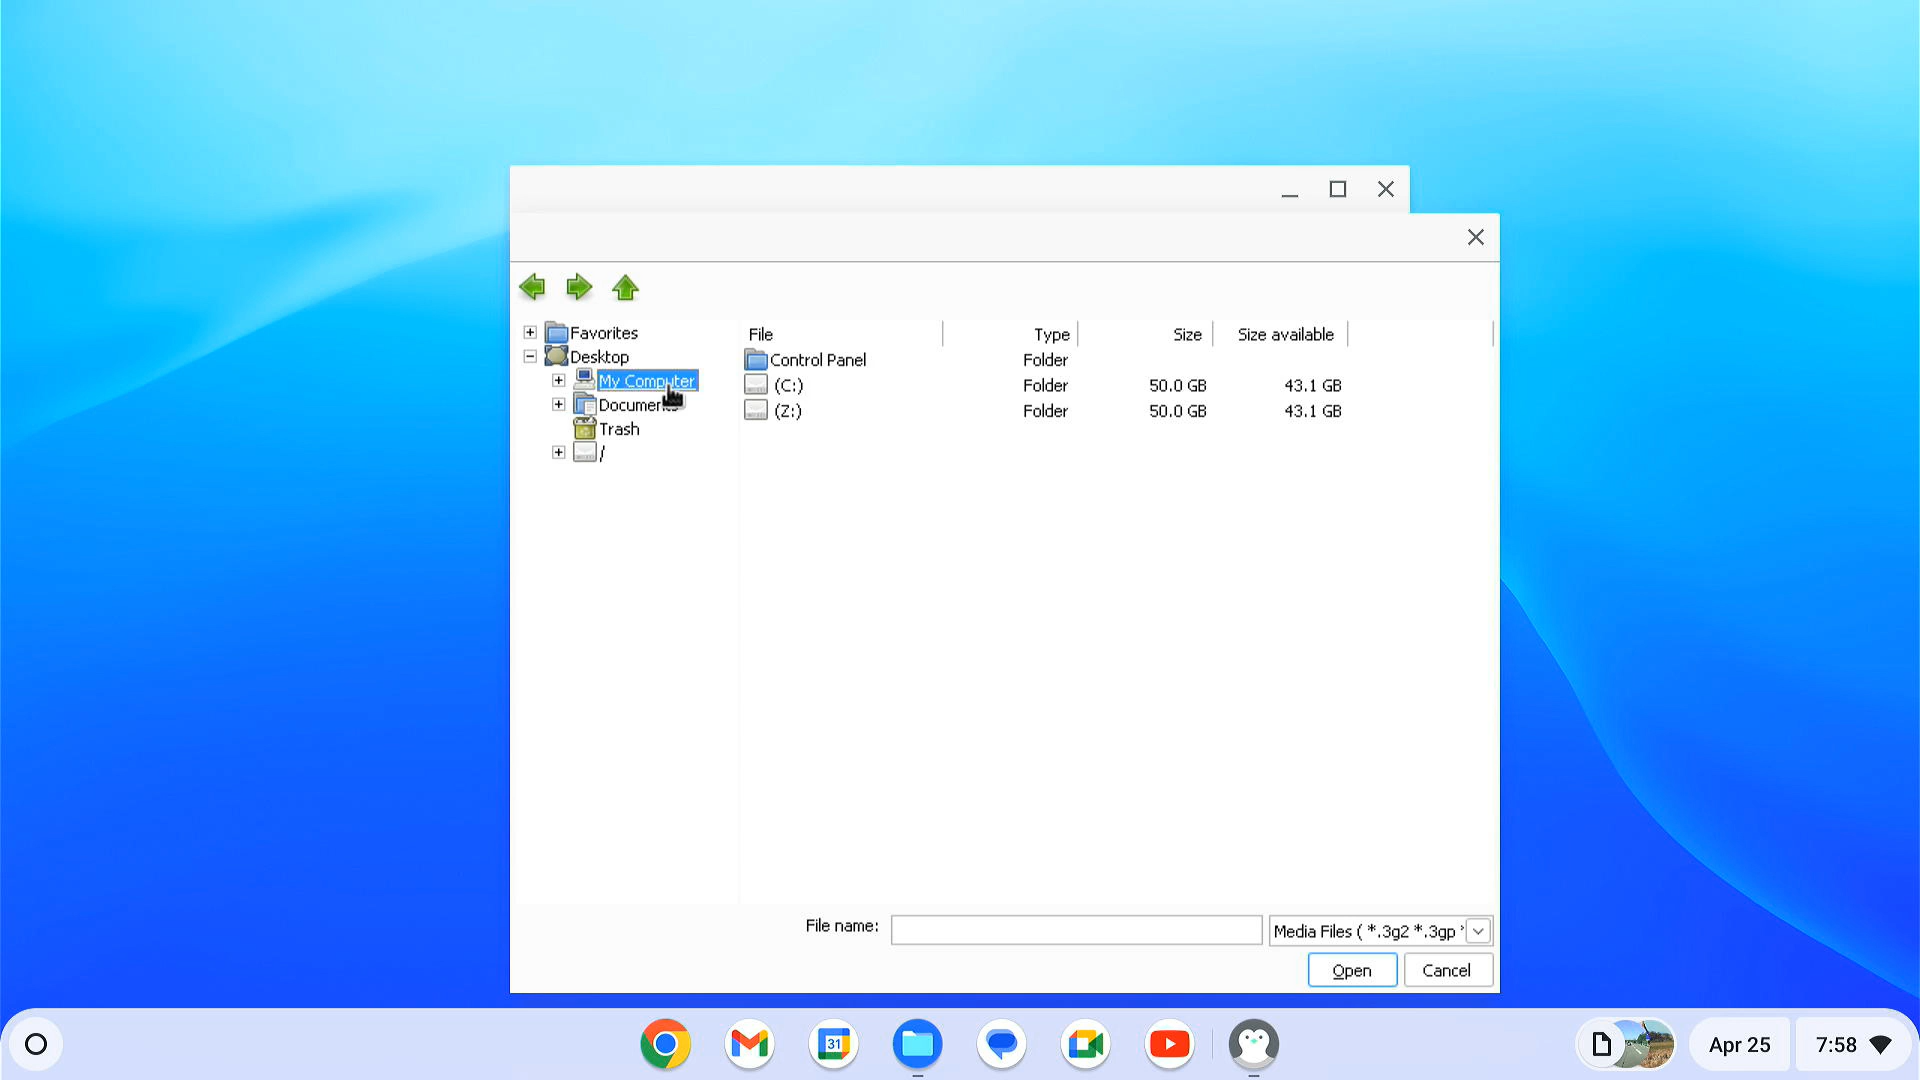 Favorites
Desktop
My Computer
Trash
/
File Type Size Size available
Control Panel Folder
(C:) Folder 50.0 GB 43.1 GB
(Z:) Folder 50.0 GB 43.1 GB
File name:
Media Files ( *.3g2 *.3gp *
Open Cancel
31
Apr 25 7:58